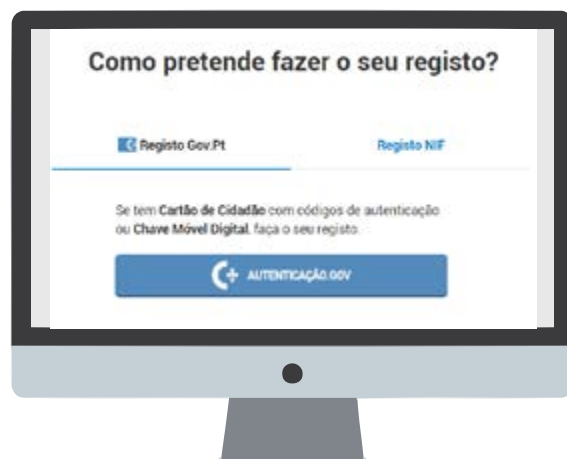 Como pretende fazer o seu registo?
Registo Gov.Pt Registo NIF
Se tem Cartão de Cidadão com códigos de autenticação
ou Chave Móvel Digital, faça o seu registo.
AUTENTICAÇÃO.GOV